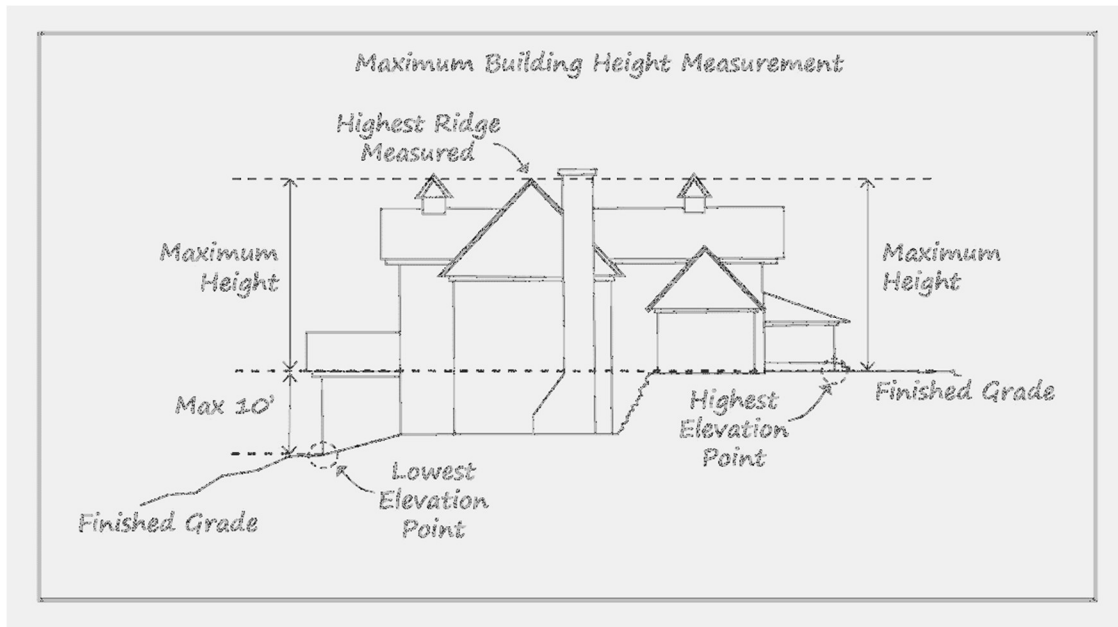 Maximum Building Height Measurement
Highest Ridge
Measured
Maximum
Height
Maximum
Height
Max 10'
Highest
Elevation
Point
Finished Grade
Lowest
Elevation
Point
Finished Grade